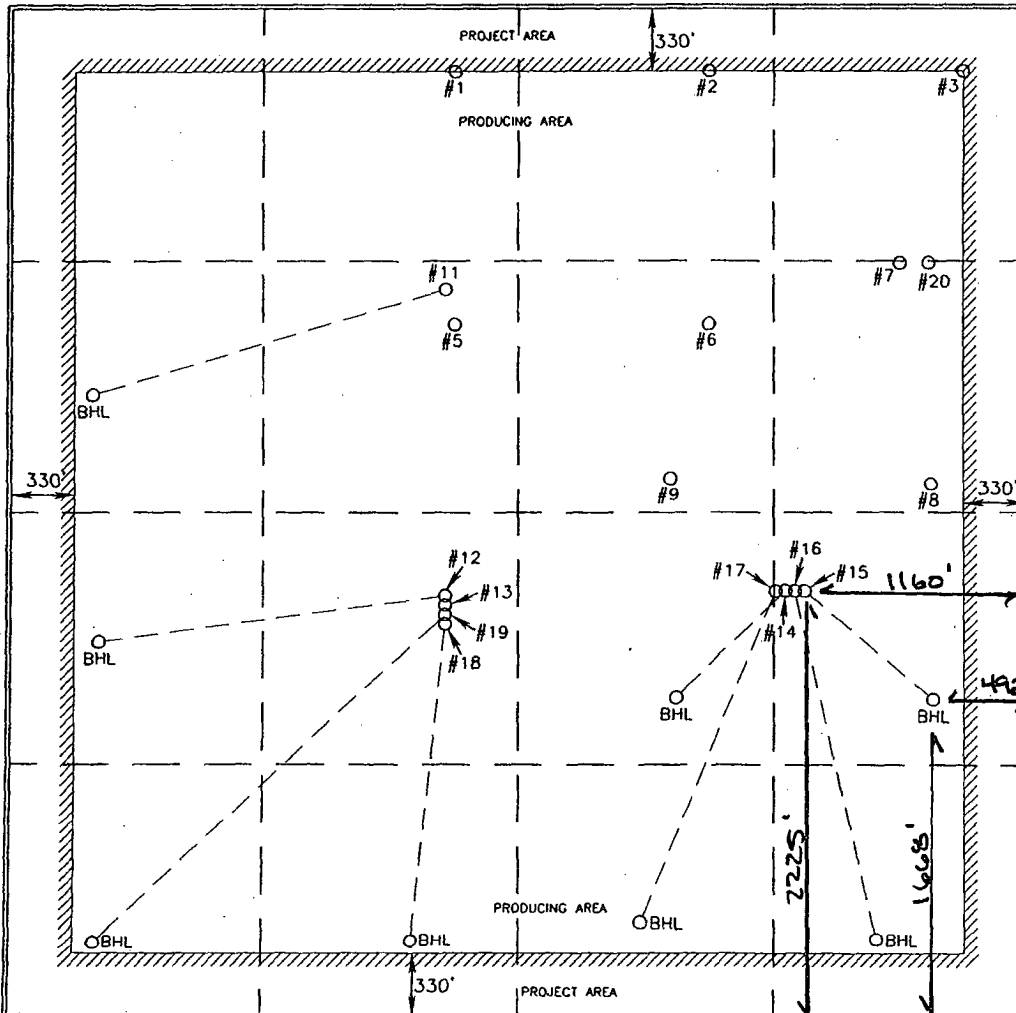 PROJECT AREA
330'
#1
#2
#3
PRODUCING AREA
#11
#7
#20
#5
#6
BHL
330'
#9
#8
330'
#12
#13
#19
#18
#16
#17
#15
#14
1160'
BHL
BHL
BHL
2225'
1668'
PRODUCING AREA
BHL
BHL
BHL
BHL
330'
PROJECT AREA